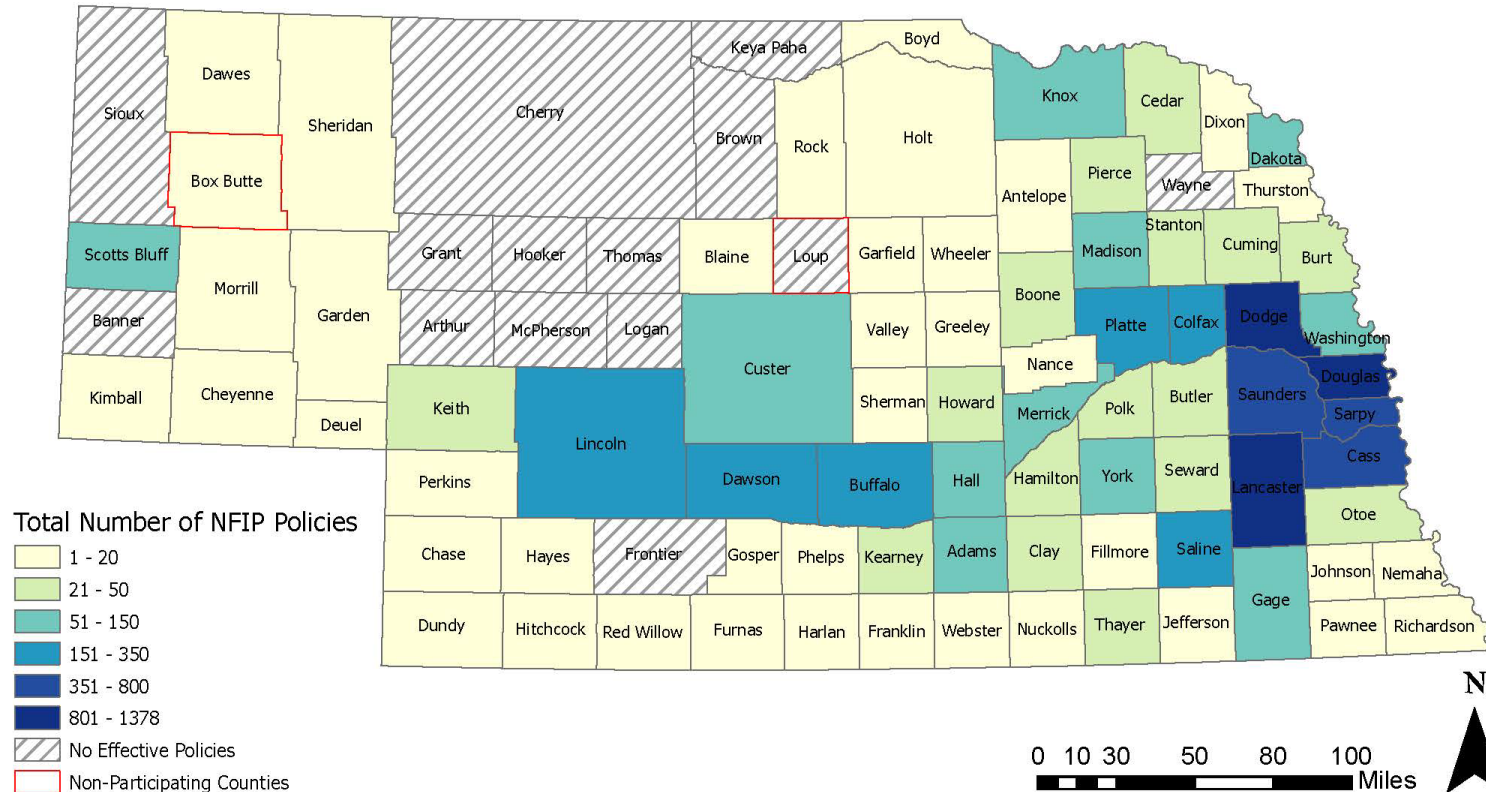 Boyd
Keya Paha
Dawes
Knox
Cedar
Cherry
Sioux
Dixon
Sheridan
Brown
Holt
Rock
Dakota
Box Butte
Pierce
Wayne
Thurston
Antelope
Stanton
Cuming
Madison
Scotts Bluff
Grant
Hooker
Thomas
Blaine
Loup
Garfield
Wheeler
Burt
Morrill
Boone
Garden
Banner
Arthur
McPherson
Logan
Valley
Greeley
Platte
Colfax
Dodge
Washington
Nance
Custer
Douglas
Kimball
Cheyenne
Saunders
Butler
Sherman
Howard
Keith
Polk
Merrick
Sarpy
Deuel
Lincoln
Cass
Perkins
Dawson
Buffalo
Hall
Hamilton
York
Seward
Lancaster
Otoe
Chase
Hayes
Frontier
Gosper
Phelps
Kearney
Adams
Clay
Fillmore
Saline
Johnson
Nemaha
Gage
Dundy
Hitchcock
Red Willow
Furnas
Harlan
Franklin
Webster
Nuckolls
Thayer
Jefferson
Pawnee
Richardson
Total Number of NFIP Policies
1 - 20
21 - 50
51 - 150
151 - 350
351 - 800
801 - 1378
No Effective Policies
Non-Participating Counties
N
0 10 30 50 80 100
Miles